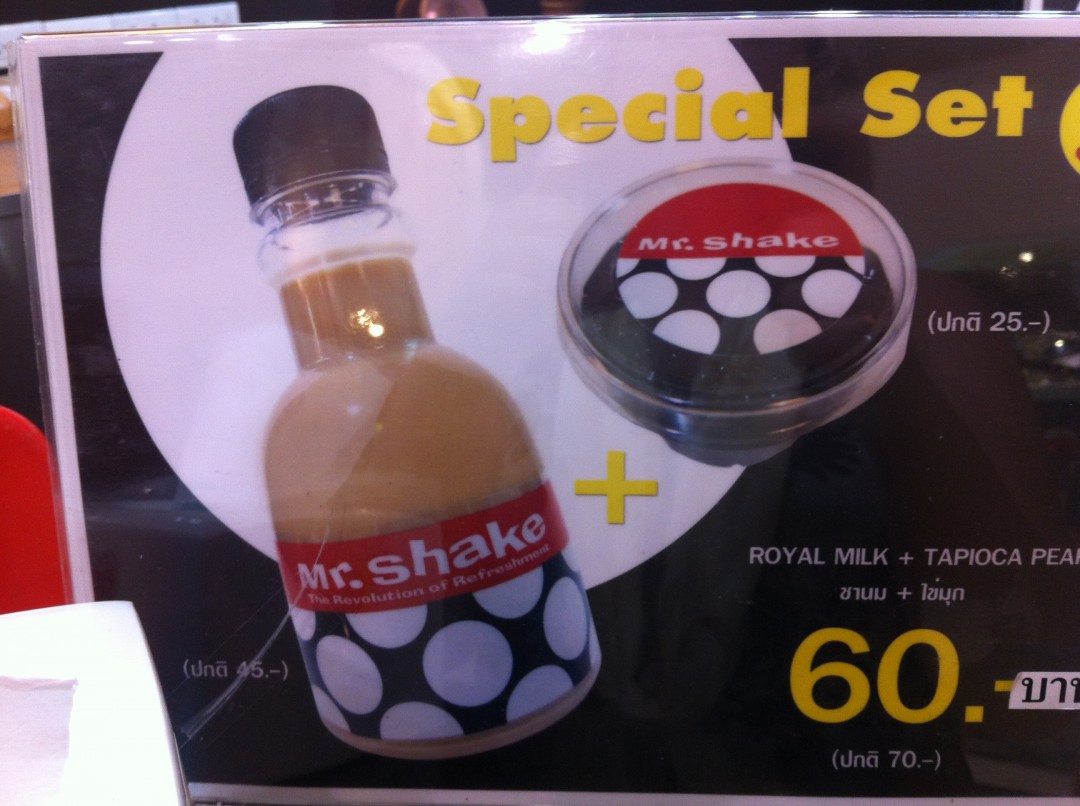 Special Set
Mr. shake
(ปกติ 25.-)
+
Mr. shake
The Revolution of Refreshment
ROYAL MILK + TAPIOCA
ชานม + ไข่มุก
(ปกติ 45.-)
60.-
(ปกติ 70.-)